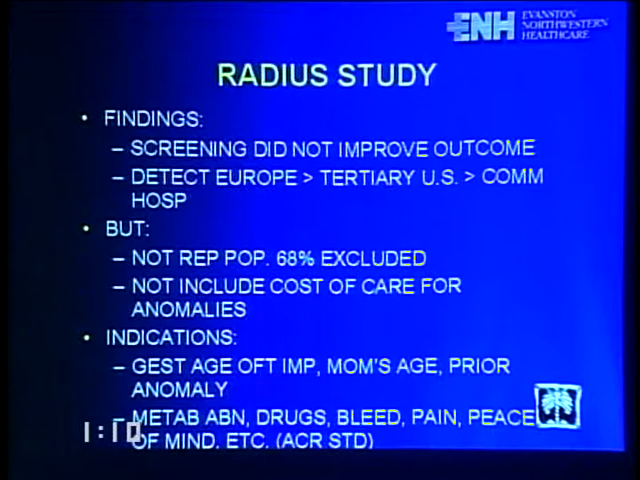 ENH
EVANSTON
NORTHWESTERN
HEALTHCARE
RADIUS STUDY
• FINDINGS:
– SCREENING DID NOT IMPROVE OUTCOME
– DETECT EUROPE > TERTIARY U.S. > COMM
HOSP
• BUT:
– NOT REP POP. 68% EXCLUDED
– NOT INCLUDE COST OF CARE FOR
ANOMALIES
• INDICATIONS:
– GEST AGE OFT IMP, MOM'S AGE, PRIOR
ANOMALY
– METAB ABN, DRUGS, BLEED, PAIN, PEACE
OF MIND, ETC. (ACR STD)
1:10